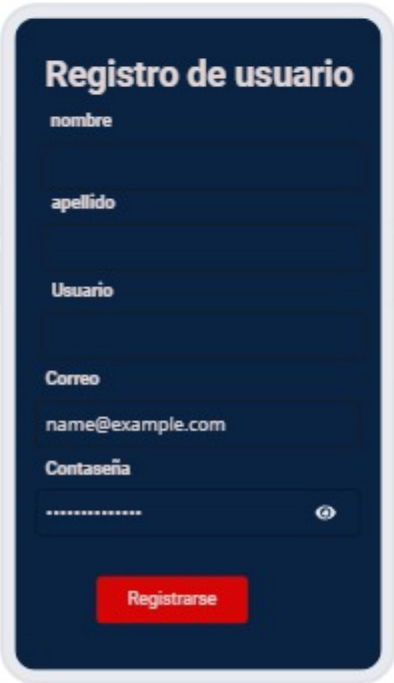 Registro de usuario
nombre
apellido
Usuario
Correo
name@example.com
Contaseña
••••••••••••••
Registrarse